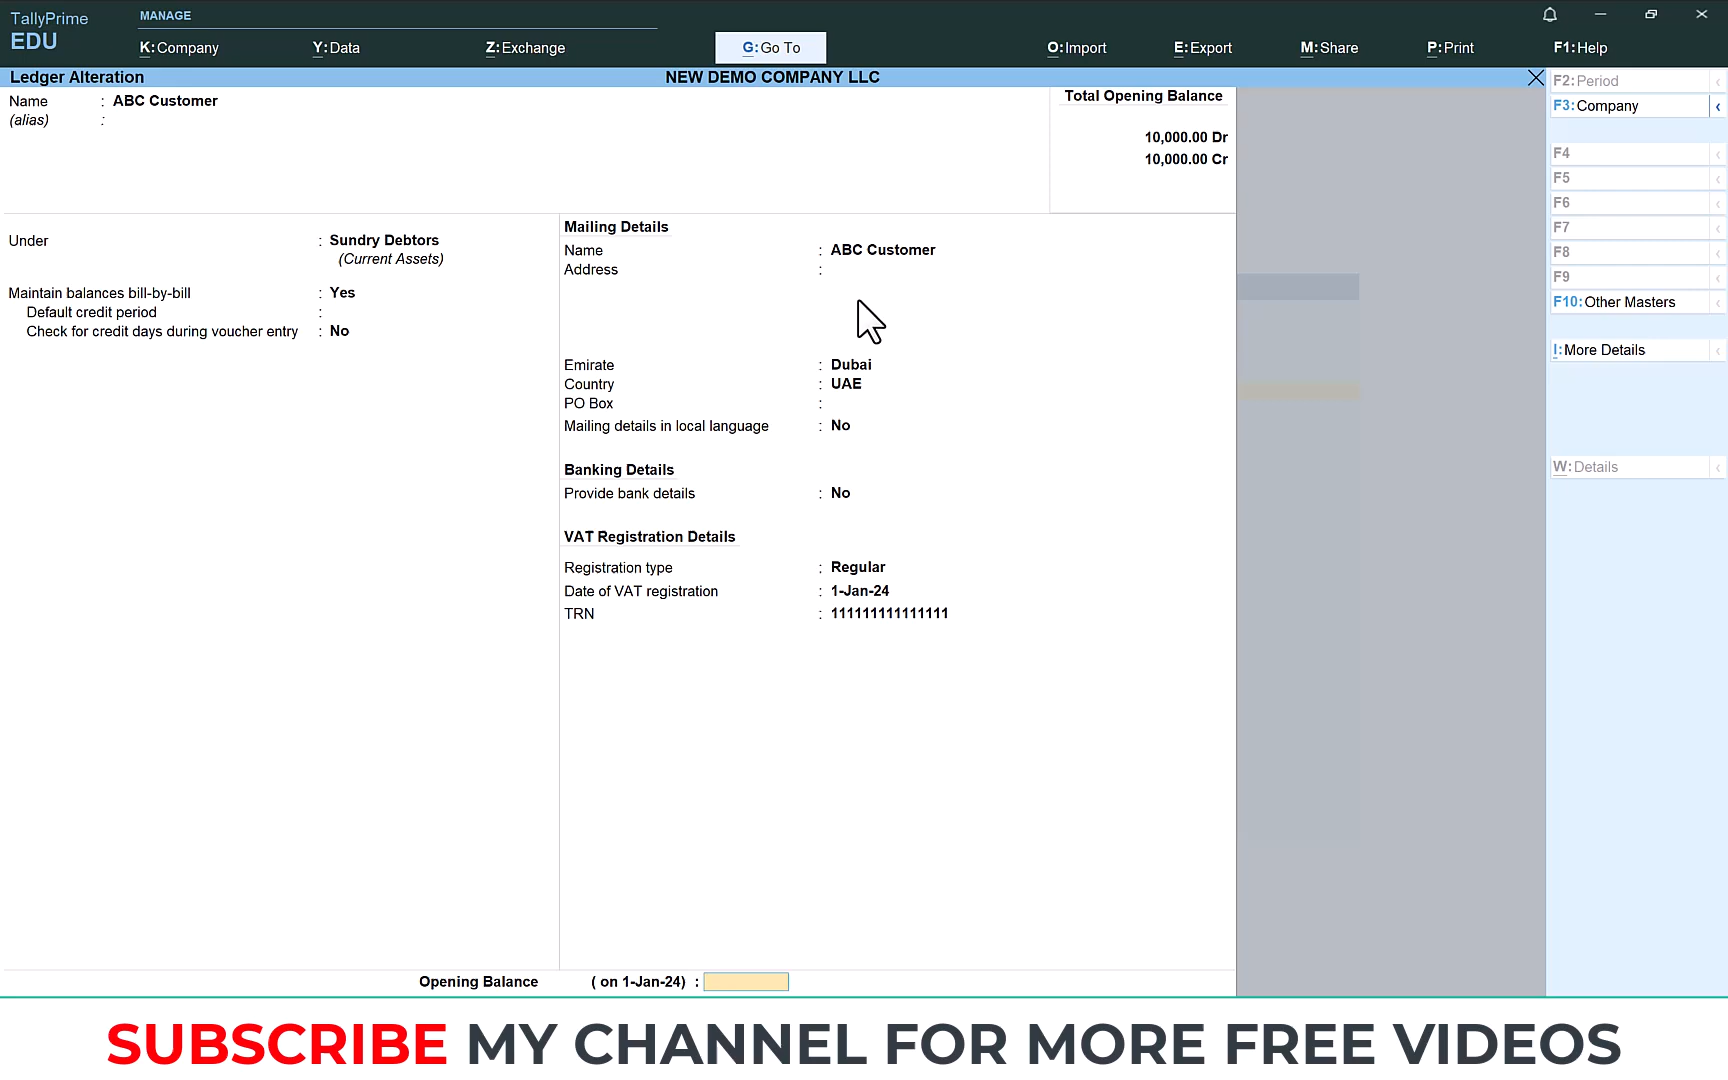 TallyPrime
EDU
MANAGE
K:Company
Y:Data
Z:Exchange
G:Go To
O:Import
E:Export
M:Share
P:Print
F1:Help
Ledger Alteration
NEW DEMO COMPANY LLC
Name : ABC Customer
(alias) :
Total Opening Balance
10,000.00 Dr
10,000.00 Cr
Under : Sundry Debtors
(Current Assets)
Maintain balances bill-by-bill : Yes
Default credit period :
Check for credit days during voucher entry : No
Mailing Details
Name : ABC Customer
Address :
Emirate : Dubai
Country : UAE
PO Box :
Mailing details in local language : No
Banking Details
Provide bank details : No
VAT Registration Details
Registration type : Regular
Date of VAT registration : 1-Jan-24
TRN : 111111111111111
Opening Balance ( on 1-Jan-24) :
F2:Period
F3:Company
F4
F5
F6
F7
F8
F9
F10:Other Masters
I:More Details
W:Details
SUBSCRIBE MY CHANNEL FOR MORE FREE VIDEOS